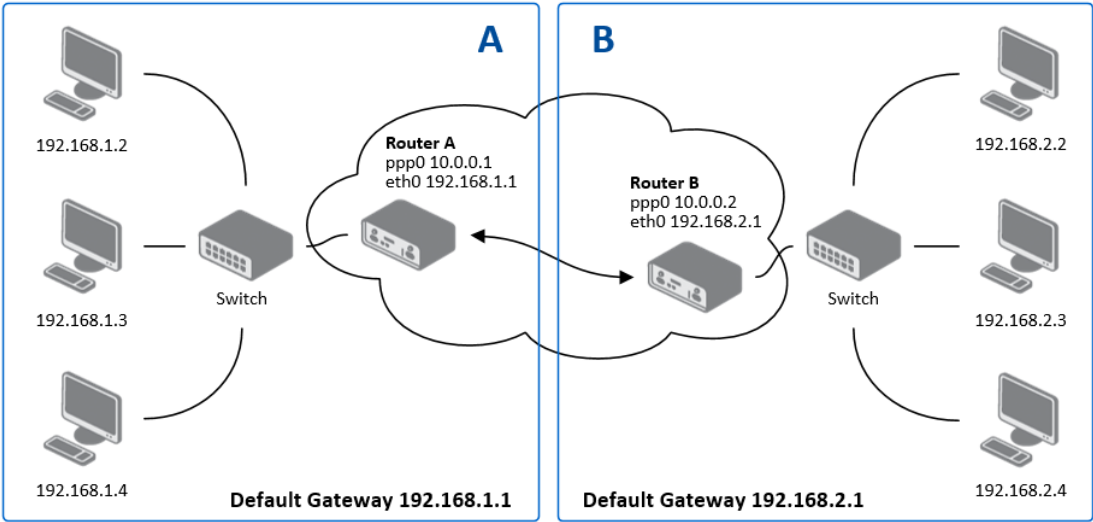 A
B
192.168.1.2
192.168.2.2
Router A
ppp0 10.0.0.1
eth0 192.168.1.1
Router B
ppp0 10.0.0.2
eth0 192.168.2.1
Switch
Switch
192.168.1.3
192.168.2.3
192.168.1.4
192.168.2.4
Default Gateway 192.168.1.1
Default Gateway 192.168.2.1